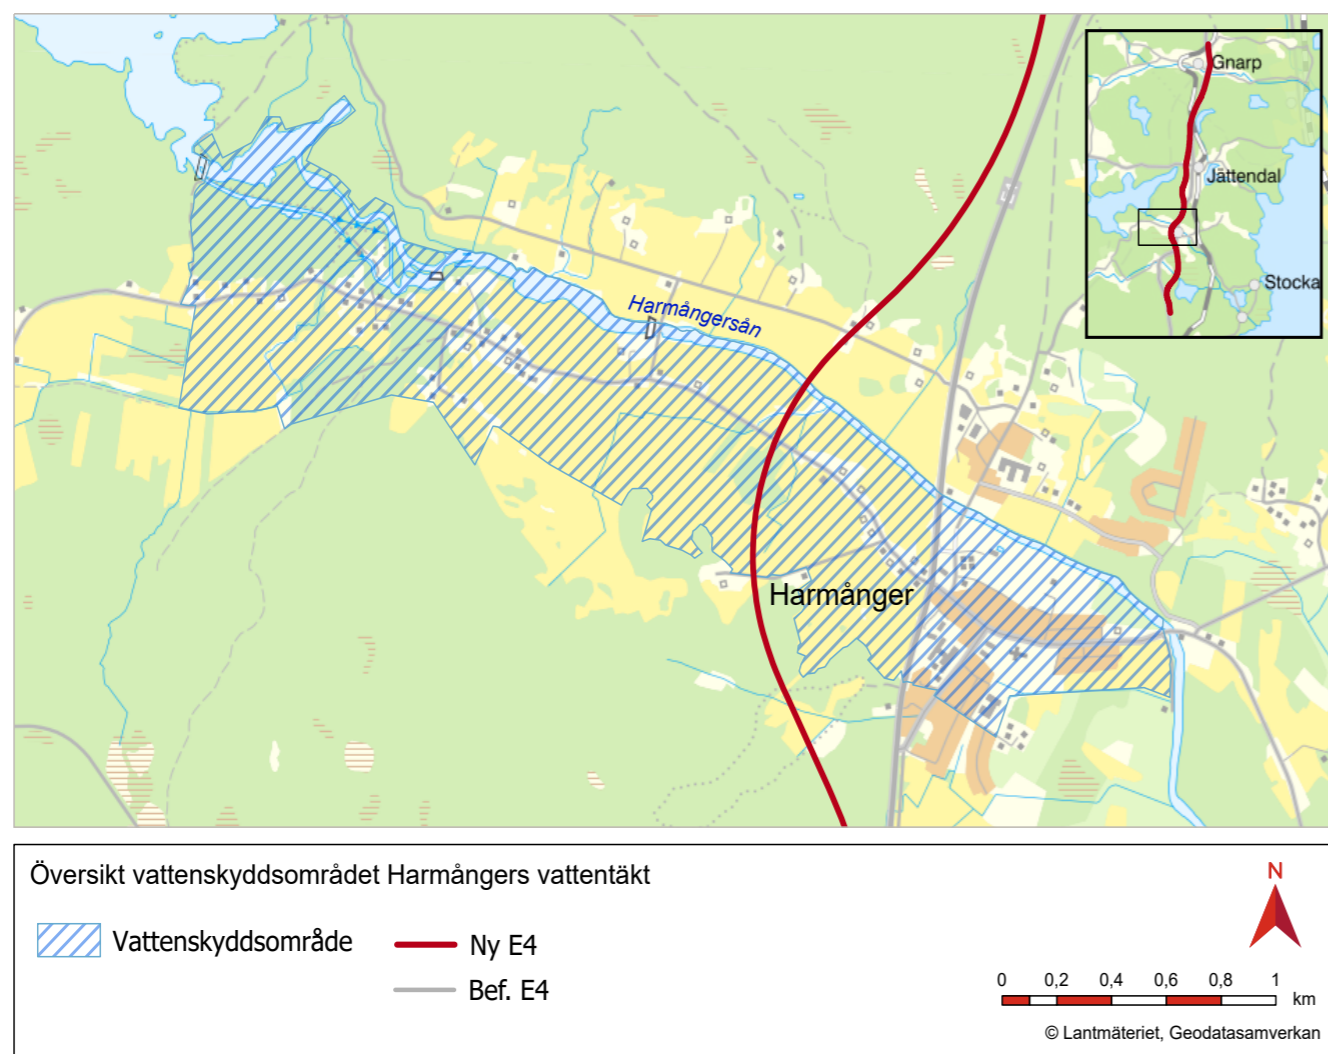 Gnarp
Jättendal
Stocka
Harmångersån
Harmånger
Översikt vattenskyddsområdet Harmångers vattentäkt
Vattenskyddsområde
Ny E4
Bef. E4
N
0 0,2 0,4 0,6 0,8 1
km
© Lantmäteriet, Geodatasamverkan